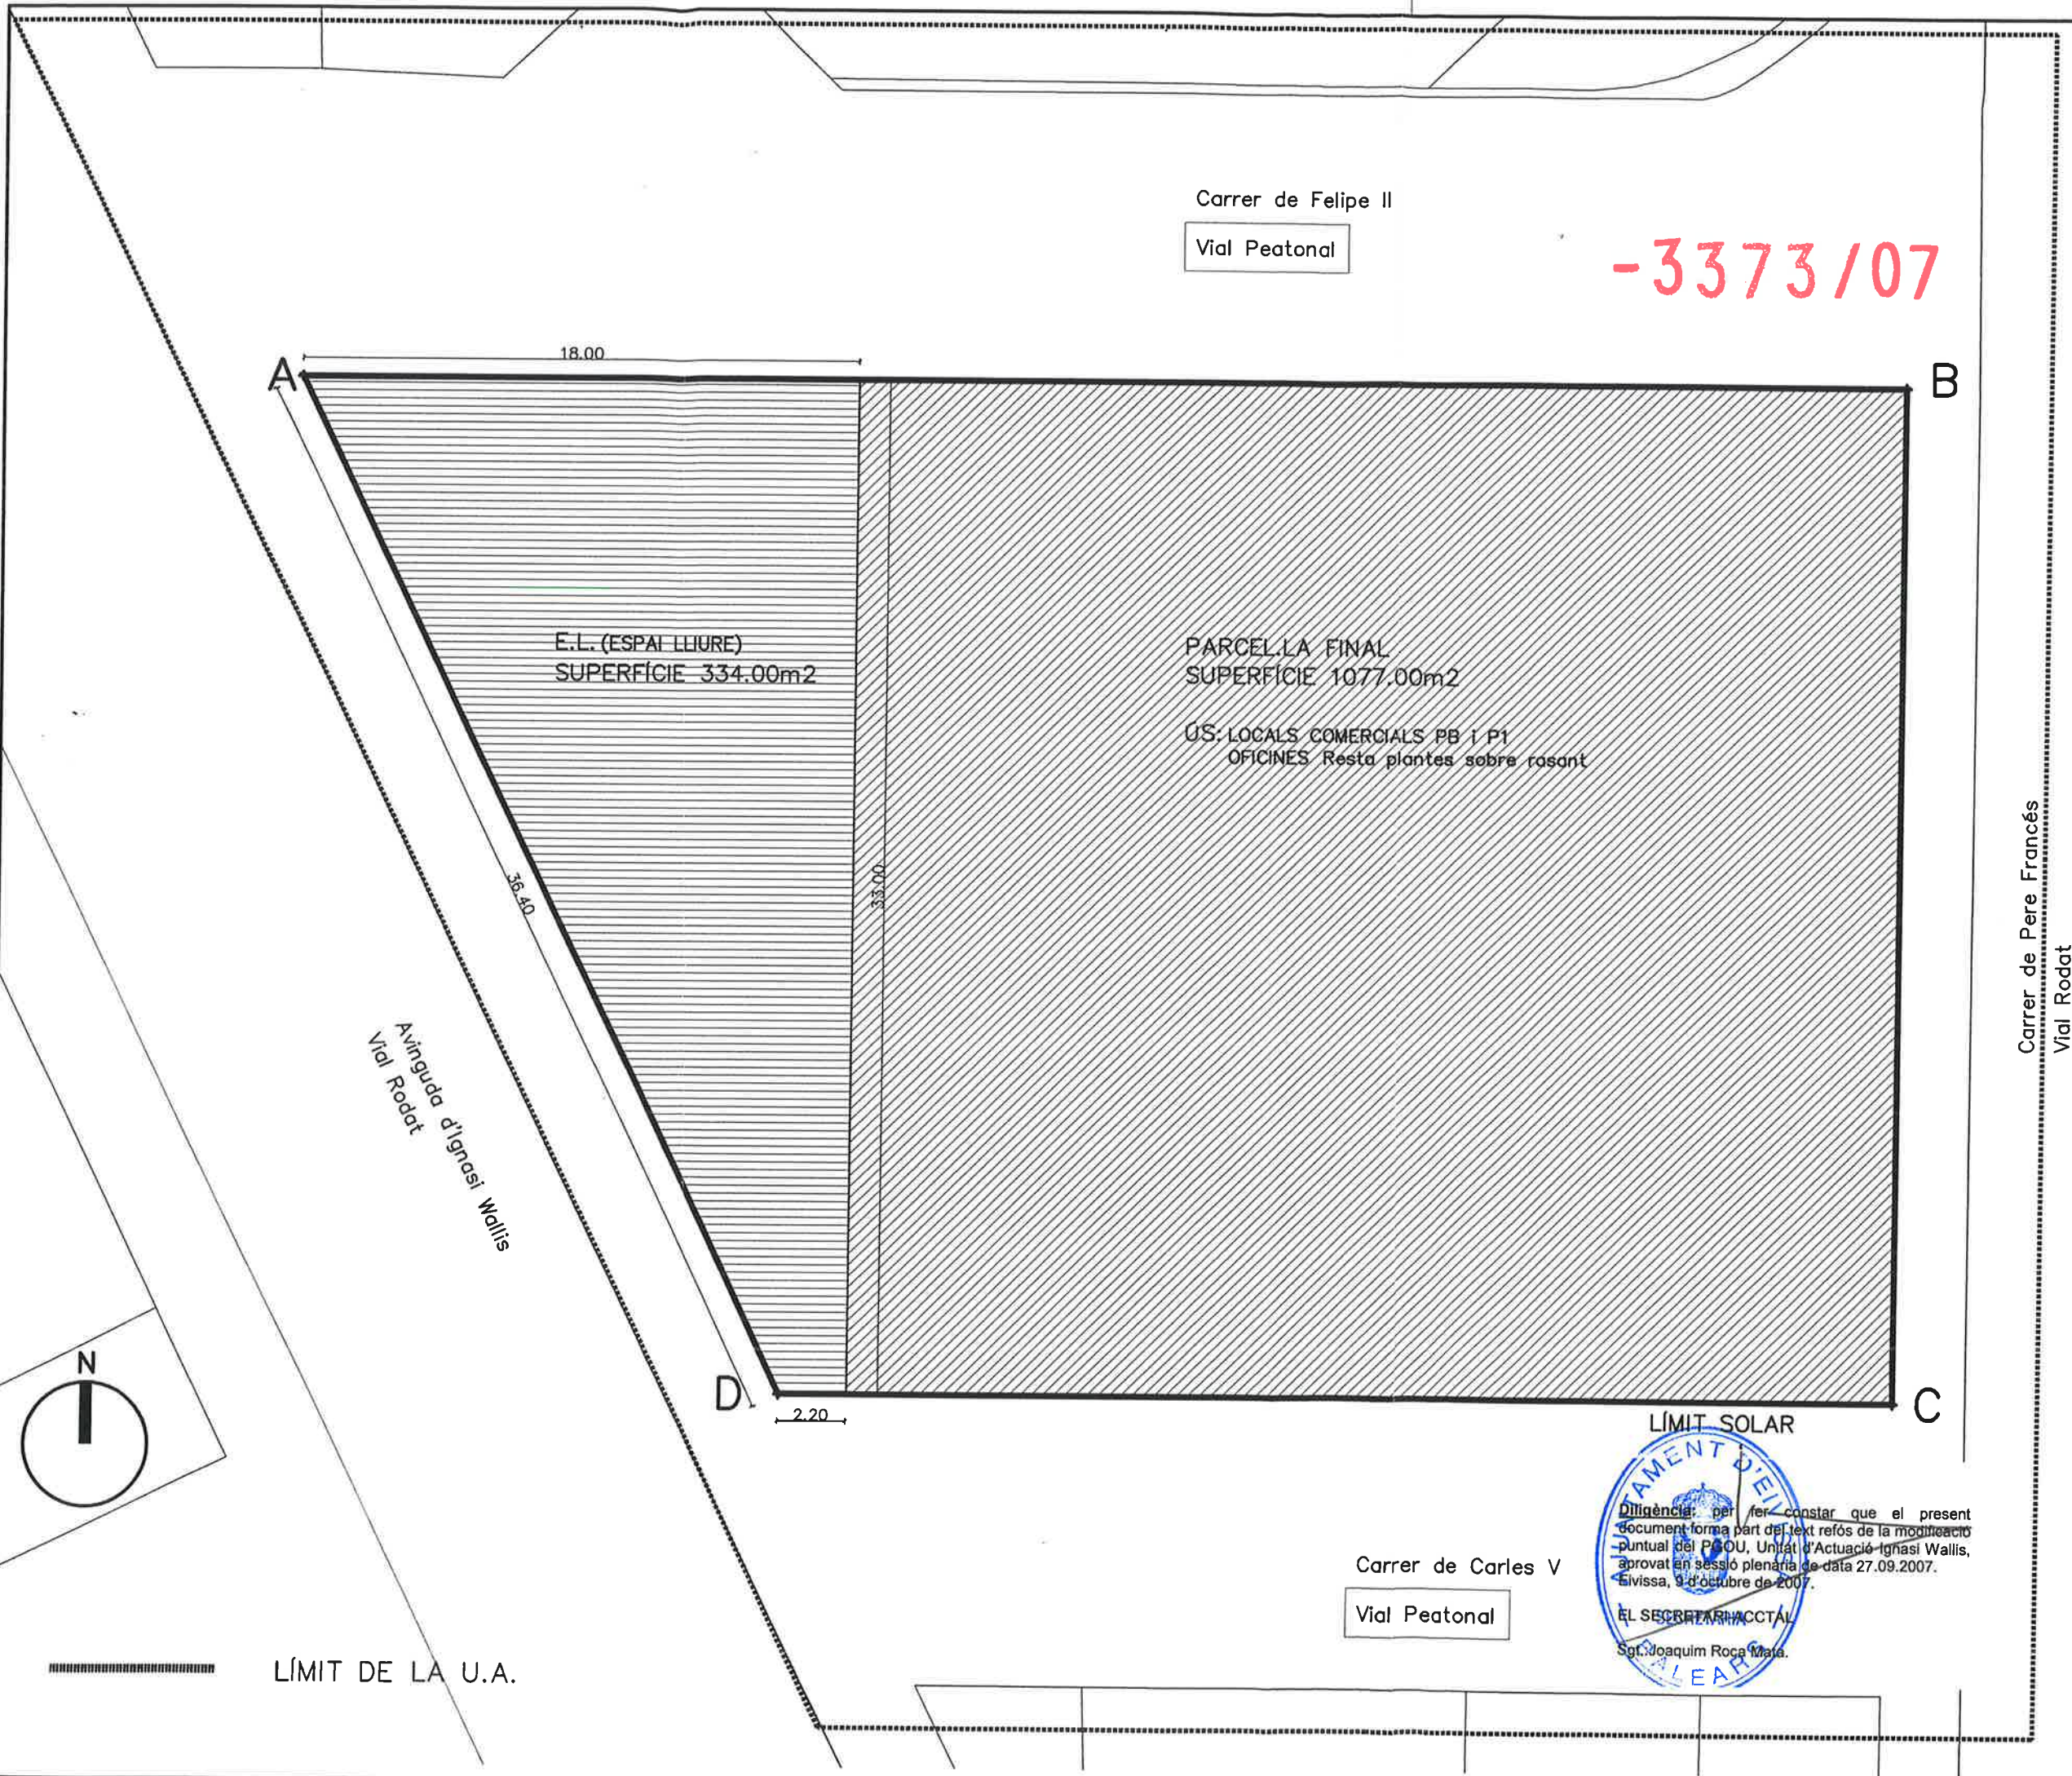 Carrer de Felipe II
Vial Peatonal
-3373/07
18.00
A
B
E.L. (ESPAI LLIURE)
SUPERFÍCIE 334.00m2
PARCEL.LA FINAL
SUPERFÍCIE 1077.00m2
ÚS: LOCALS COMERCIALS PB i P1
OFICINES Resta plantes sobre rasant
36.40
33.00
Carrer de Pere Francés
Vial Rodat
Avinguda d'Ignasi Wallis
Vial Rodat
N
D
2.20
C
LÍMIT SOLAR
AJUNTAMENT D'EIVISSA
Diligència: per fer constar que el present
document forma part del text refós de la modificació
puntual del PGOU, Unitat d'Actuació Ignasi Wallis,
aprovat en sessió plenària de data 27.09.2007.
Eivissa, 9 d'octubre de 2007.
EL SECRETARI ACCTAL
SECRETARIA
Sgt. Joaquim Roca Mata.
BALEARS
Carrer de Carles V
Vial Peatonal
LÍMIT DE LA U.A.